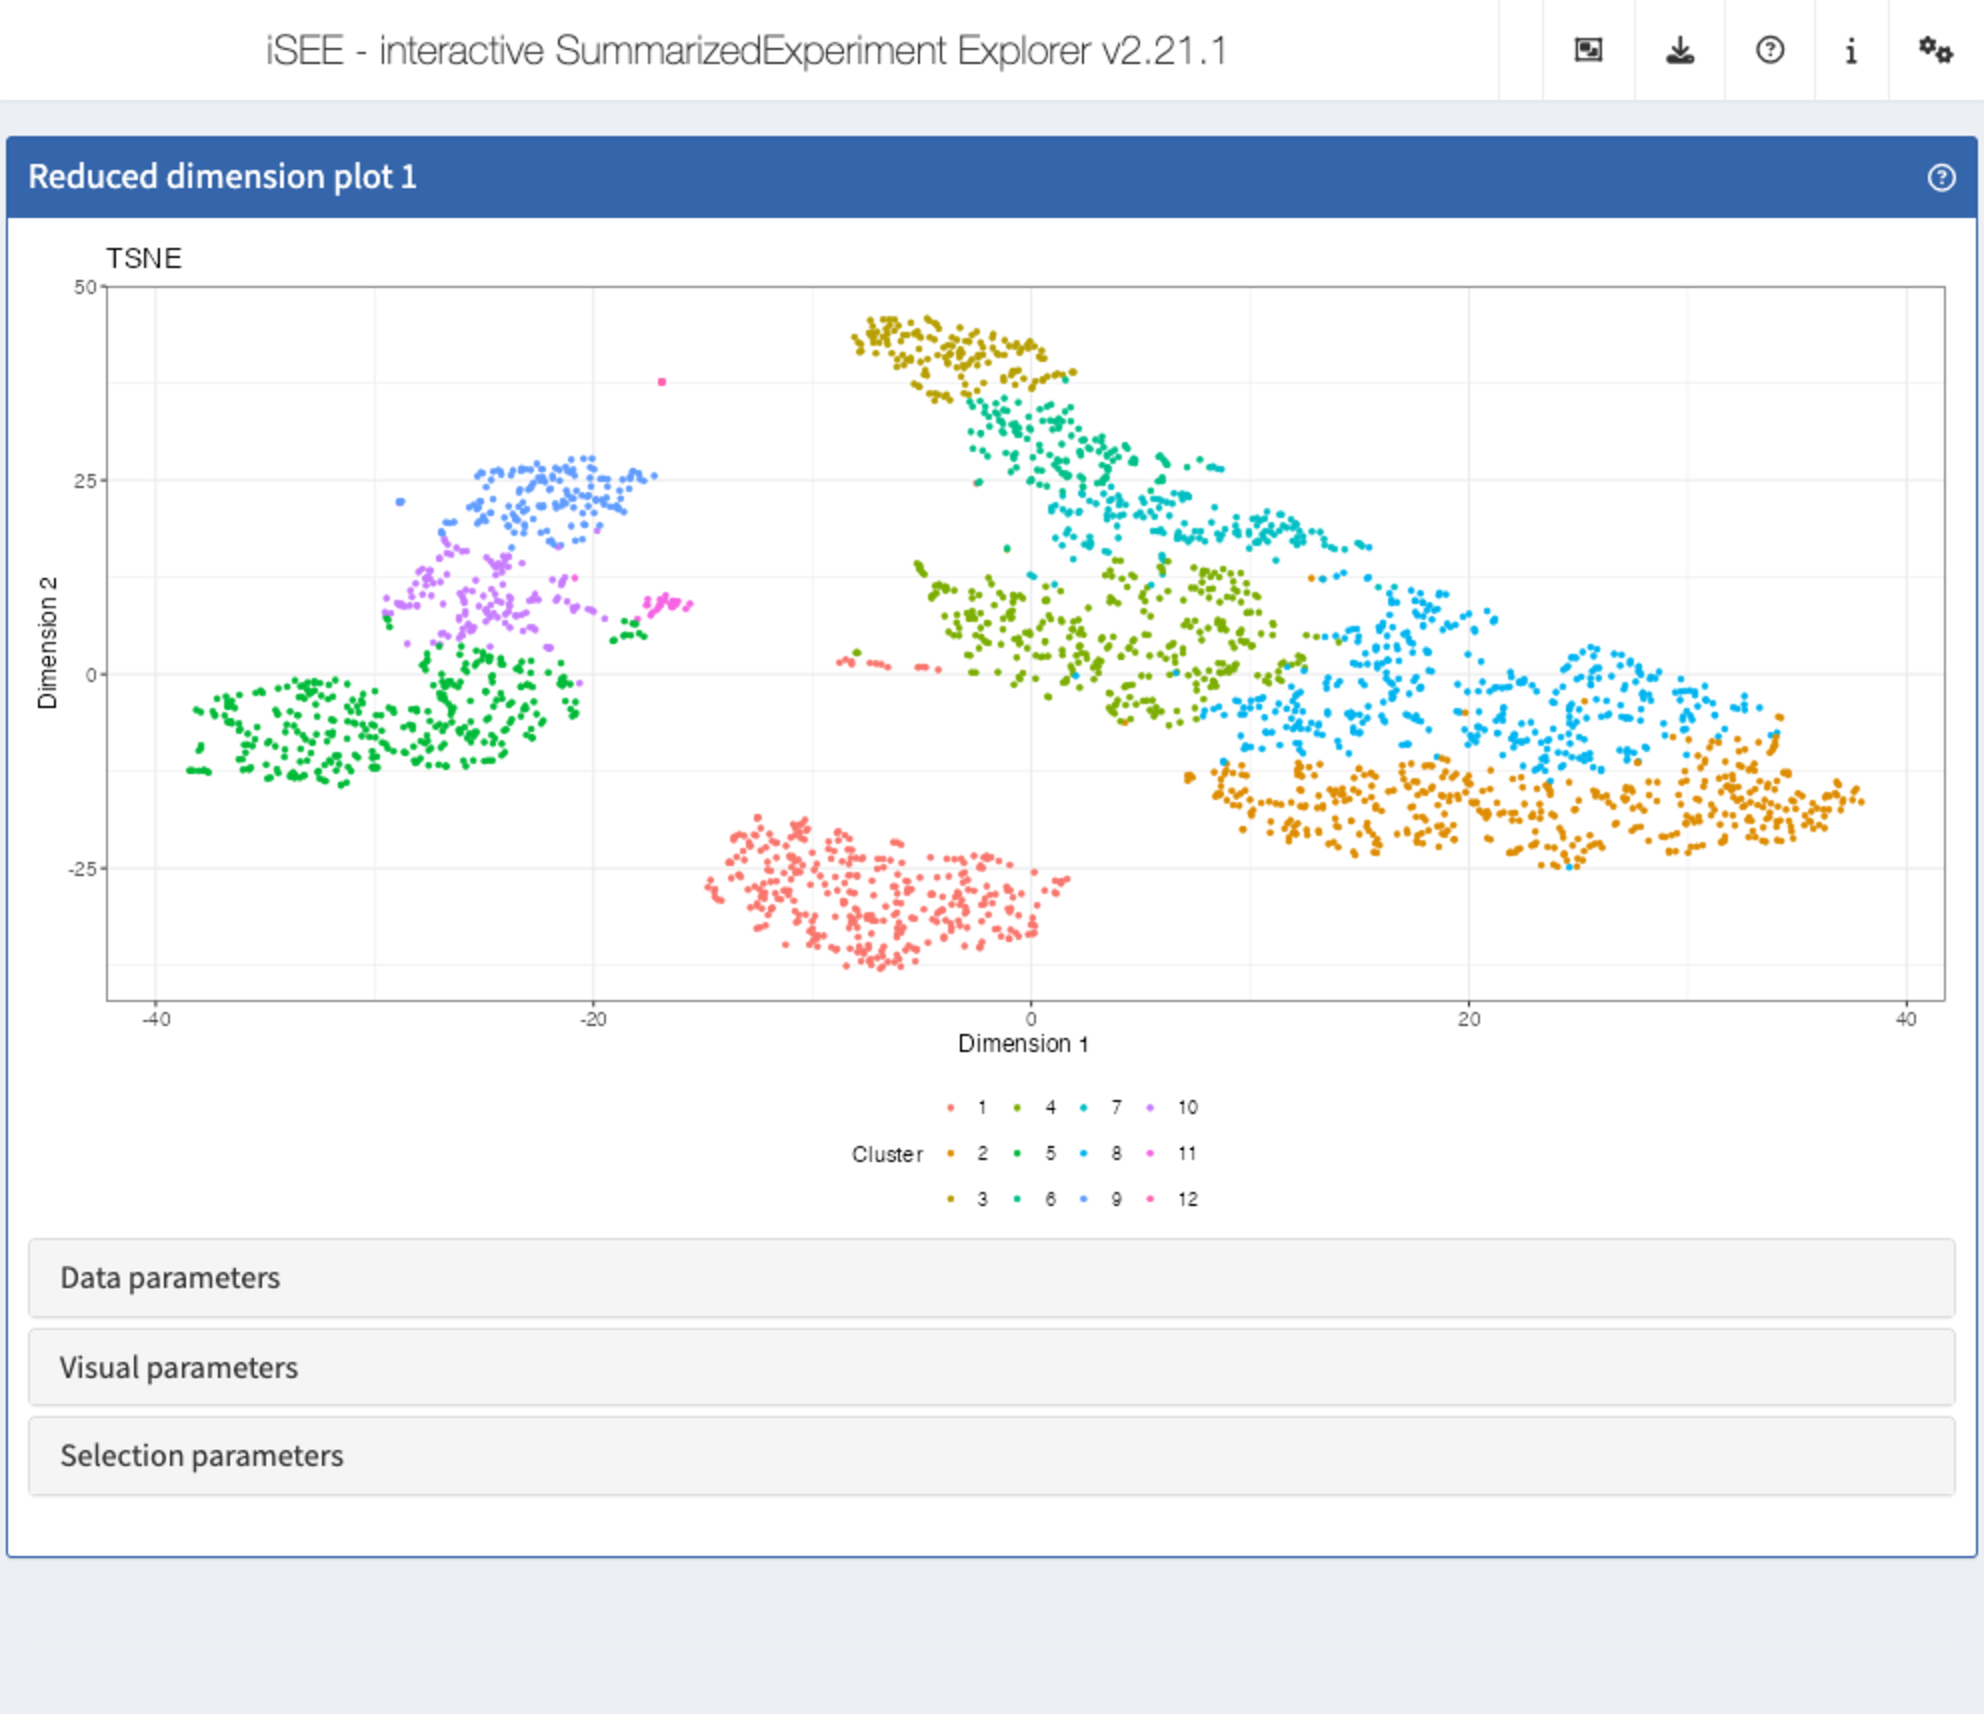 iSEE - interactive SummarizedExperiment Explorer v2.21.1
Reduced dimension plot 1
TSNE
50
25
0
-25
Dimension 2
-40 -20 0 20 40
Dimension 1
1 4 7 10
Cluster 2 5 8 11
3 6 9 12
Data parameters
Visual parameters
Selection parameters